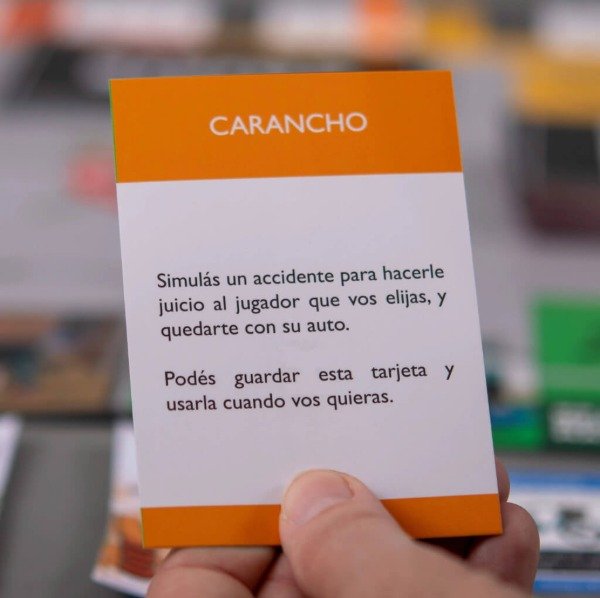 CARANCHO
Simulás un accidente para hacerle
juicio al jugador que vos elijas, y
quedarte con su auto.
Podés guardar esta tarjeta y
usarla cuando vos quieras.